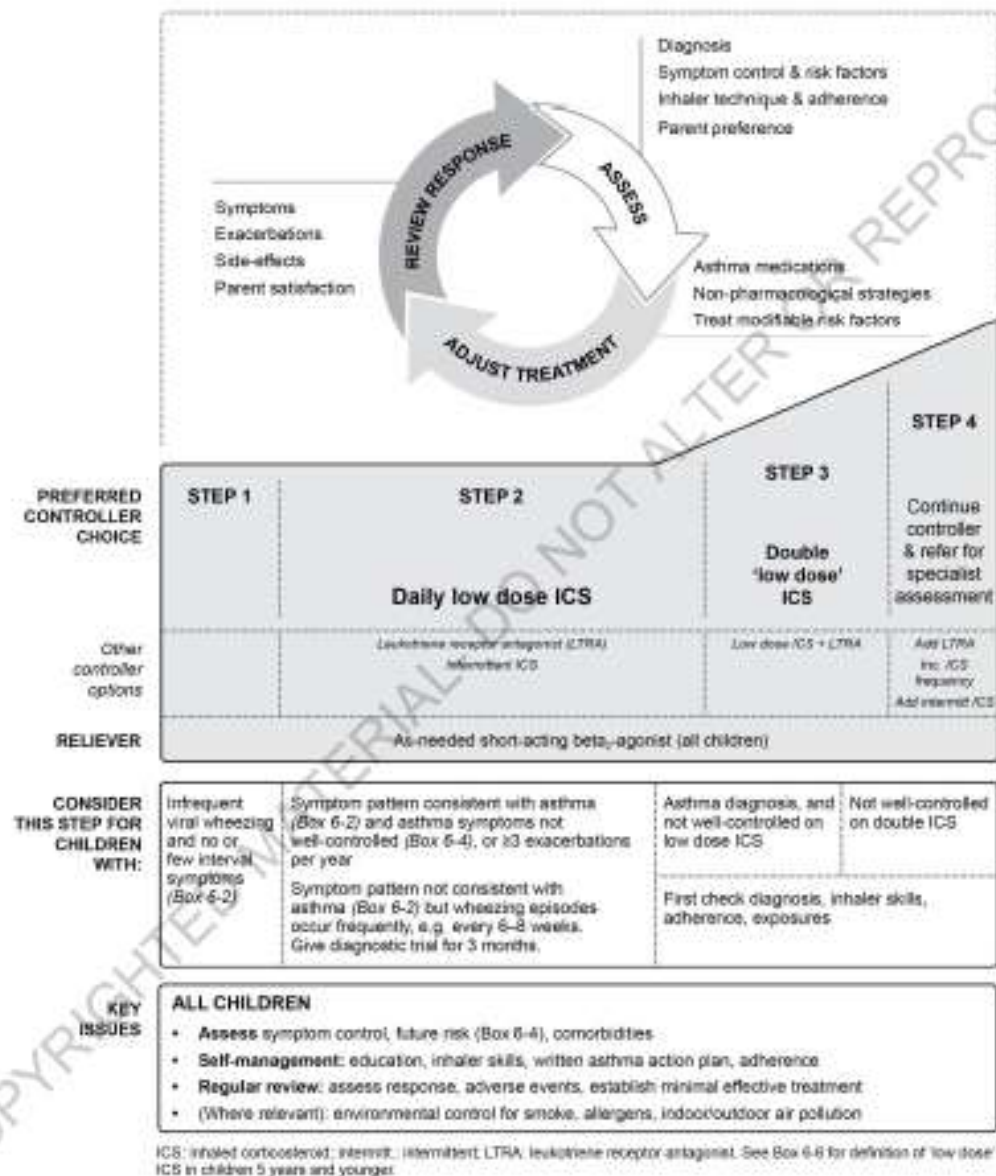 Diagnosis
Symptom control & risk factors
Inhaler technique & adherence
Parent preference
REVIEW RESPONSE
ASSESS
ADJUST TREATMENT
Symptoms
Exacerbations
Side-effects
Parent satisfaction
Asthma medications
Non-pharmacological strategies
Treat modifiable risk factors
PREFERRED
CONTROLLER
CHOICE
STEP 1
STEP 2
Daily low dose ICS
STEP 3
Double
'low dose'
ICS
STEP 4
Continue
controller
& refer for
specialist
assessment
Other
controller
options
Leukotriene receptor antagonist (LTRA)
Intermittent ICS
Low dose ICS + LTRA
Add LTRA
Inc. ICS
frequency
Add intermitt ICS
RELIEVER
As-needed short-acting beta₂-agonist (all children)
CONSIDER
THIS STEP FOR
CHILDREN
WITH:
Infrequent
viral wheezing
and no or
few interval
symptoms
(Box 6-2)
Symptom pattern consistent with asthma
(Box 6-2) and asthma symptoms not
well-controlled (Box 6-4), or ≥3 exacerbations
per year
Symptom pattern not consistent with
asthma (Box 6-2) but wheezing episodes
occur frequently, e.g. every 6–8 weeks.
Give diagnostic trial for 3 months.
Asthma diagnosis, and
not well-controlled on
low dose ICS
Not well-controlled
on double ICS
First check diagnosis, inhaler skills,
adherence, exposures
KEY
ISSUES
ALL CHILDREN
• Assess symptom control, future risk (Box 6-4), comorbidities
• Self-management: education, inhaler skills, written asthma action plan, adherence
• Regular review: assess response, adverse events, establish minimal effective treatment
• (Where relevant): environmental control for smoke, allergens, indoor/outdoor air pollution
ICS: inhaled corticosteroid; intermitt.: intermittent; LTRA: leukotriene receptor antagonist. See Box 6-6 for definition of 'low dose'
ICS in children 5 years and younger.
COPYRIGHTED MATERIAL- DO NOT ALTER OR